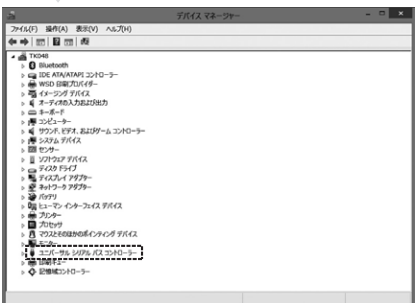 デバイス マネージャー
ファイル(F) 操作(A) 表示(V) ヘルプ(H)
TK048
Bluetooth
IDE ATA/ATAPI コントローラー
WSD 印刷プロバイダー
イメージング デバイス
オーディオの入力および出力
キーボード
コンピューター
サウンド、ビデオ、およびゲーム コントローラー
システム デバイス
センサー
ソフトウェア デバイス
ディスク ドライブ
ディスプレイ アダプター
ネットワーク アダプター
バッテリ
ヒューマン インターフェイス デバイス
プリンター
プロセッサ
マウスとそのほかのポインティング デバイス
モニター
ユニバーサル シリアル バス コントローラー
印刷キュー
記憶域コントローラー